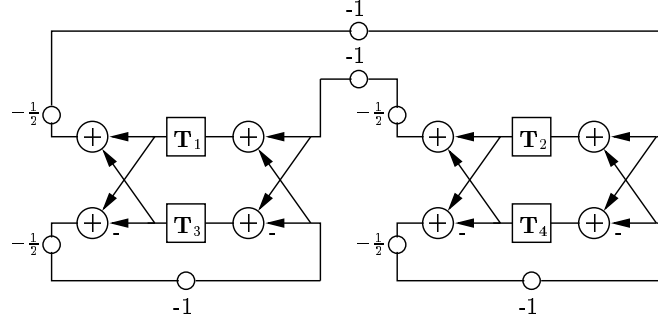 -1
-1
-½ + T₁ + -½ + T₂ +
-½ + - T₃ + - -½ + - T₄ + -
-1 -1